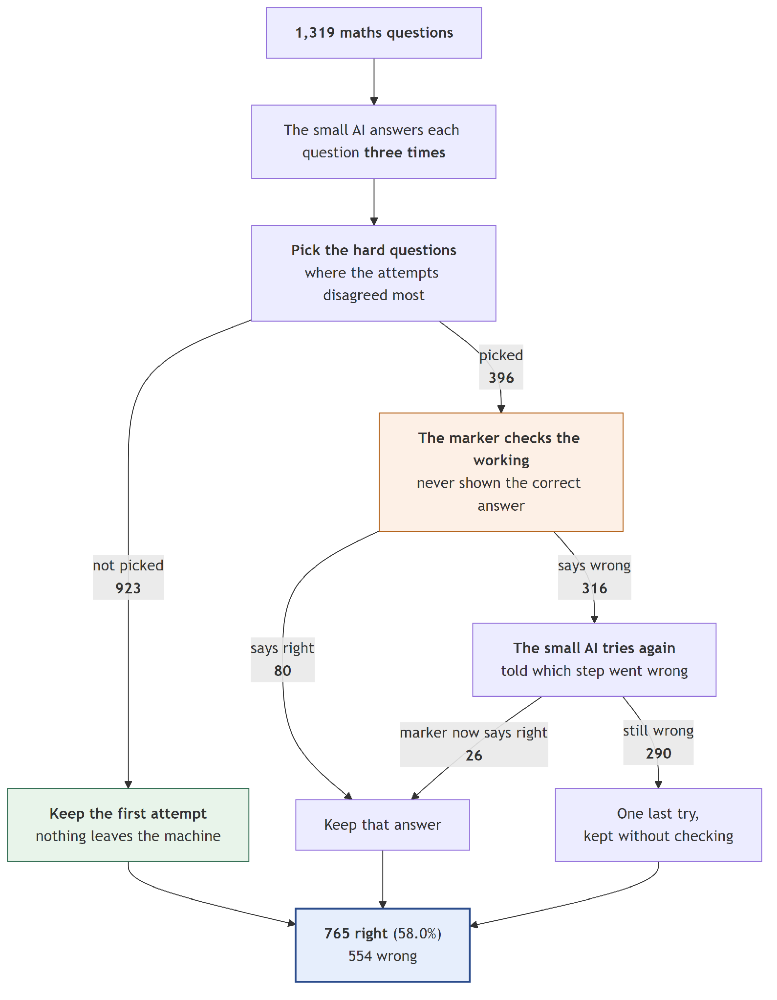 1,319 maths questions
The small AI answers each
question three times
Pick the hard questions
where the attempts
disagreed most
picked
396
The marker checks the
working
never shown the correct
answer
not picked
923
says wrong
316
says right
80
The small AI tries again
told which step went wrong
marker now says right
26
still wrong
290
Keep the first attempt
nothing leaves the machine
Keep that answer
One last try,
kept without checking
765 right (58.0%)
554 wrong